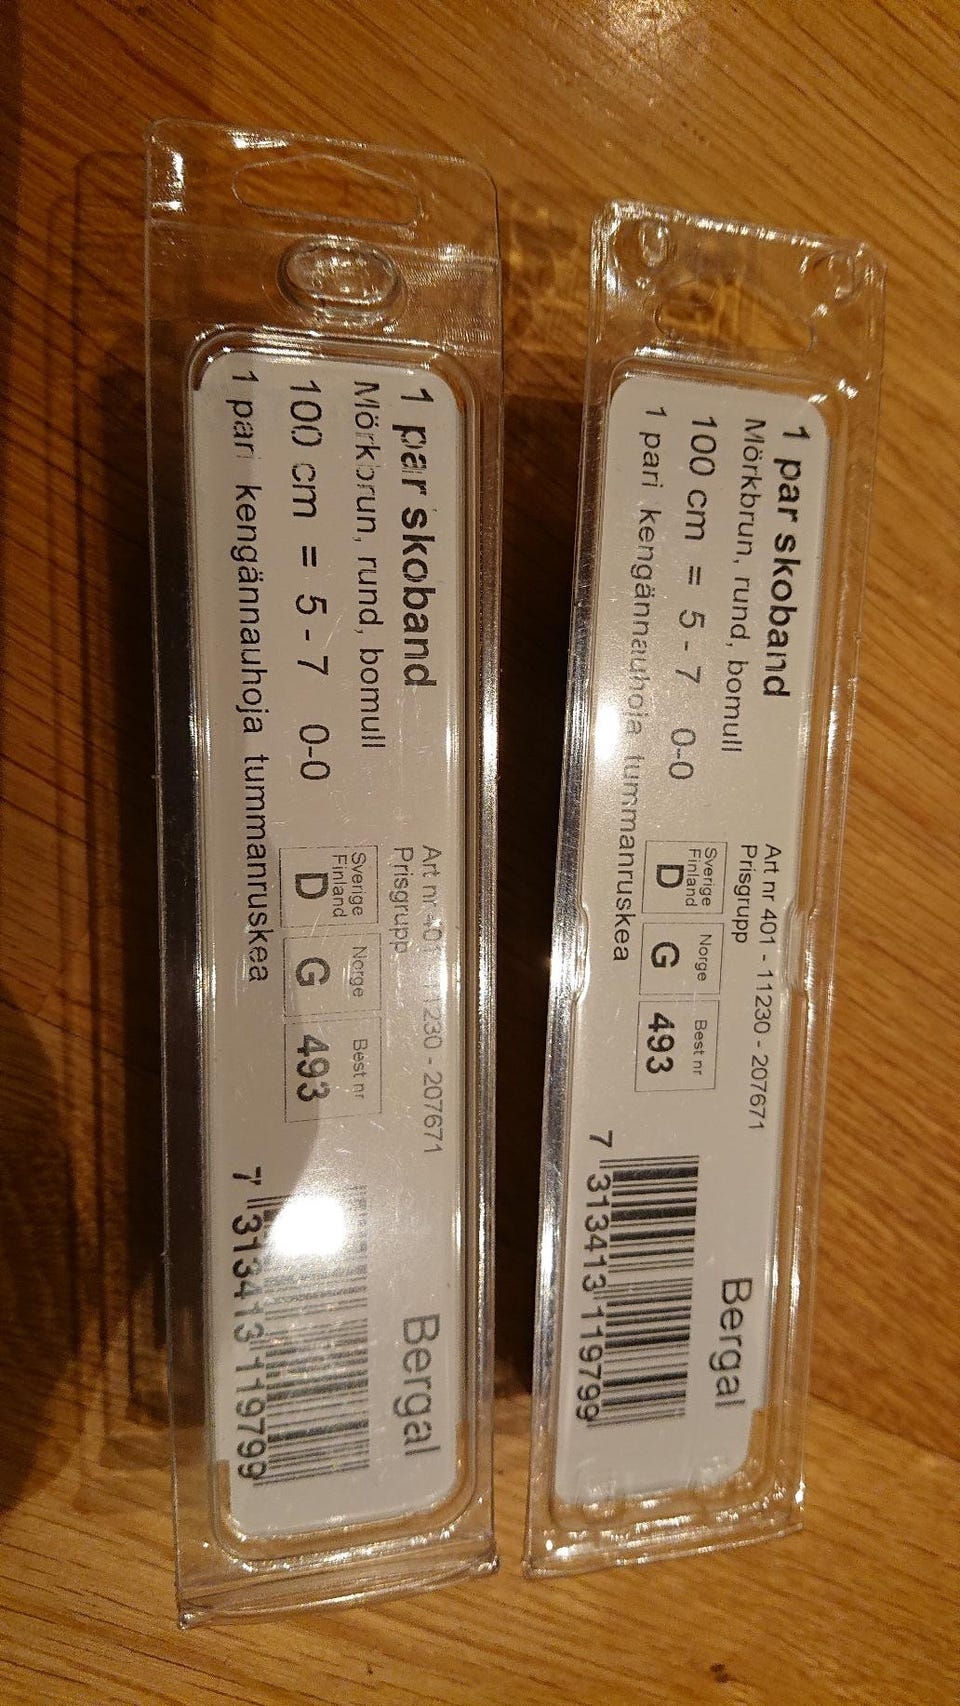 1 par skoband
Mörkbrun, rund, bomull
100 cm = 5 - 7 0-0
1 pari kengännauhoja tummanruskea
Art nr 401 - 11230 - 207671
Prisgrupp
Sverige
Finland
D
Norge
G
Best nr
493
Bergal
7 313413 119799
1 par skoband
Mörkbrun, rund, bomull
100 cm = 5 - 7 0-0
1 pari kengännauhoja tummanruskea
Art nr 401 - 11230 - 207671
Prisgrupp
Sverige
Finland
D
Norge
G
Best nr
493
Bergal
7 313413 119799